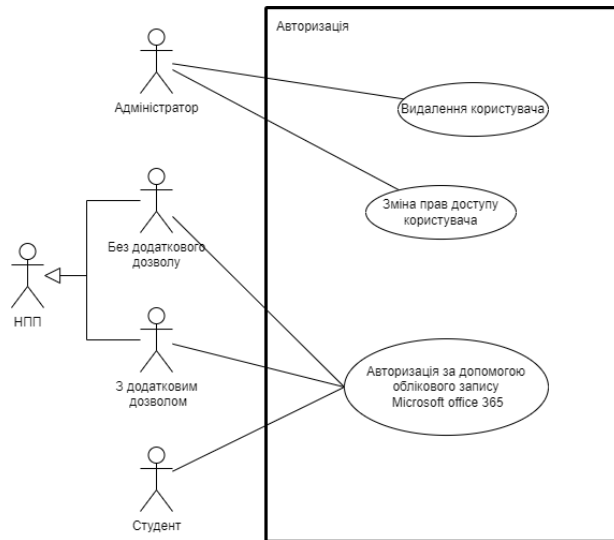 Авторизація
Адміністратор
Видалення користувача
Зміна прав доступу
користувача
Без додаткового
дозволу
НПП
З додатковим
дозволом
Авторизація за допомогою
облікового запису
Microsoft office 365
Студент